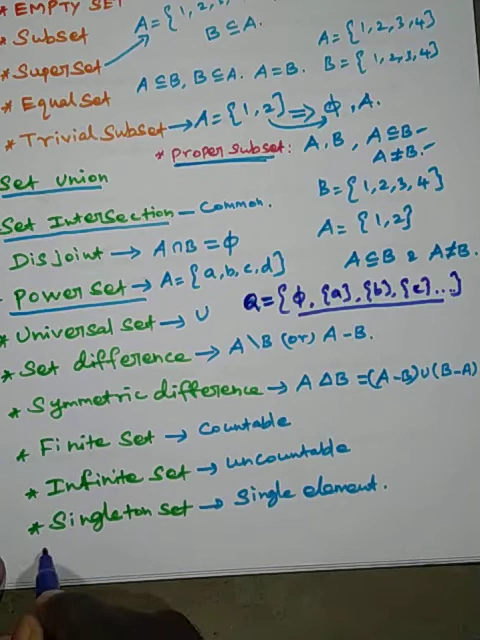 * EMPTY SET
* Subset
A = {1, 2,
B ⊆ A.
* Superset
A ⊆ B, B ⊆ A. A = B.
A = {1, 2, 3, 4}
B = {1, 2, 3, 4}
* Equal Set
* Trivial Subset → A = {1, 2} ⇒ ϕ, A.
* Proper subset: A, B, A ⊆ B –
A ≠ B. –
Set Union
B = {1, 2, 3, 4}
Set Intersection – Common.
A = {1, 2}
Disjoint → A ∩ B = ϕ
A ⊆ B & A ≠ B.
- Power Set → A = {a, b, c, d}
Q = {ϕ, {a}, {b}, {c} ...}
* Universal Set → U
* Set difference → A \ B (or) A – B.
* Symmetric difference → A Δ B = (A – B) ∪ (B – A)
* Finite Set → Countable
* Infinite Set → uncountable
* Singleton Set → Single element.
*